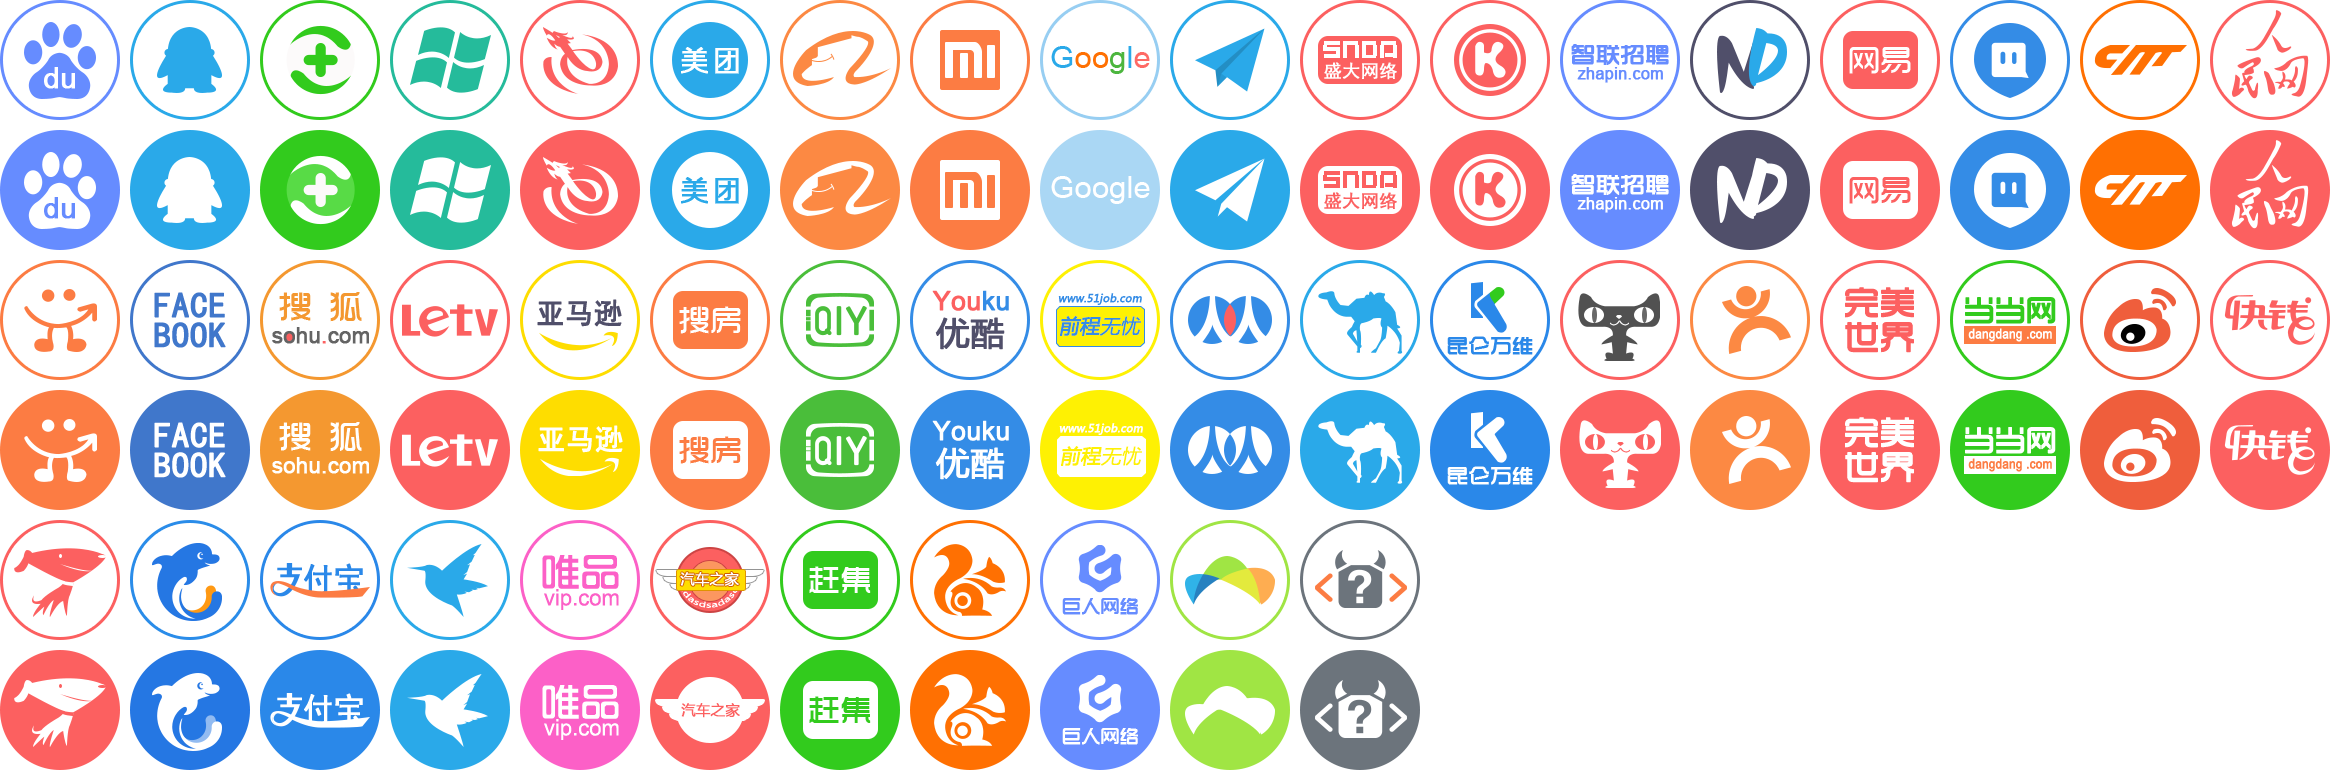 du
美团
Google
SNDA
盛大网络
K
智联招聘
zhapin.com
网易
人
民网
du
美团
Google
SNDA
盛大网络
K
智联招聘
zhapin.com
网易
人
民网
FACE
BOOK
搜狐
sohu.com
Letv
亚马逊
搜房
QIYI
Youku
优酷
www.51job.com
前程无忧
昆仑万维
完美
世界
当当网
dangdang.com
快钱
FACE
BOOK
搜狐
sohu.com
Letv
亚马逊
搜房
QIYI
Youku
优酷
www.51job.com
前程无忧
昆仑万维
完美
世界
当当网
dangdang.com
快钱
支付宝
唯品
vip.com
汽车之家
dasdsadasd
赶集
巨人网络
<?>
支付宝
唯品
vip.com
汽车之家
赶集
巨人网络
<?>